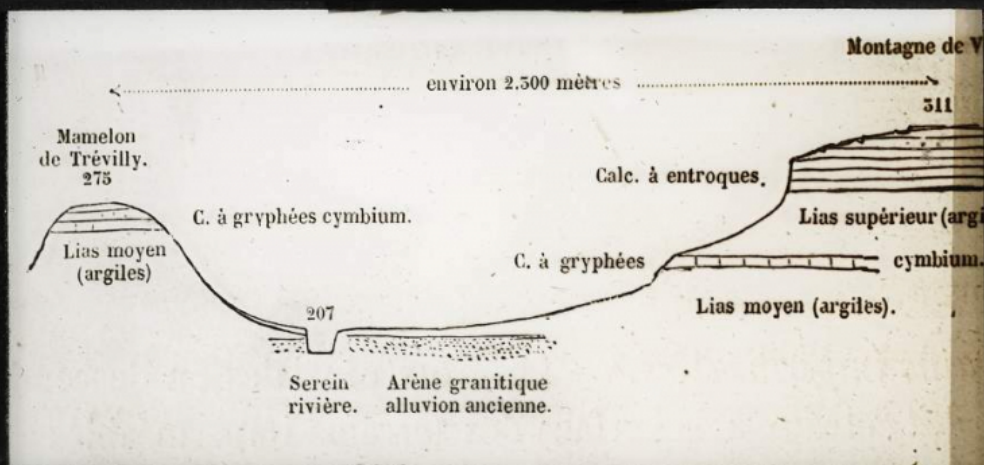 Montagne de V
environ 2.300 mètres
311
Mamelon
de Trévilly.
275
Calc. à entroques.
C. à gryphées cymbium.
Lias supérieur (argi
Lias moyen
(argiles)
C. à gryphées cymbium.
Lias moyen (argiles).
207
Serein
rivière.
Arène granitique
alluvion ancienne.